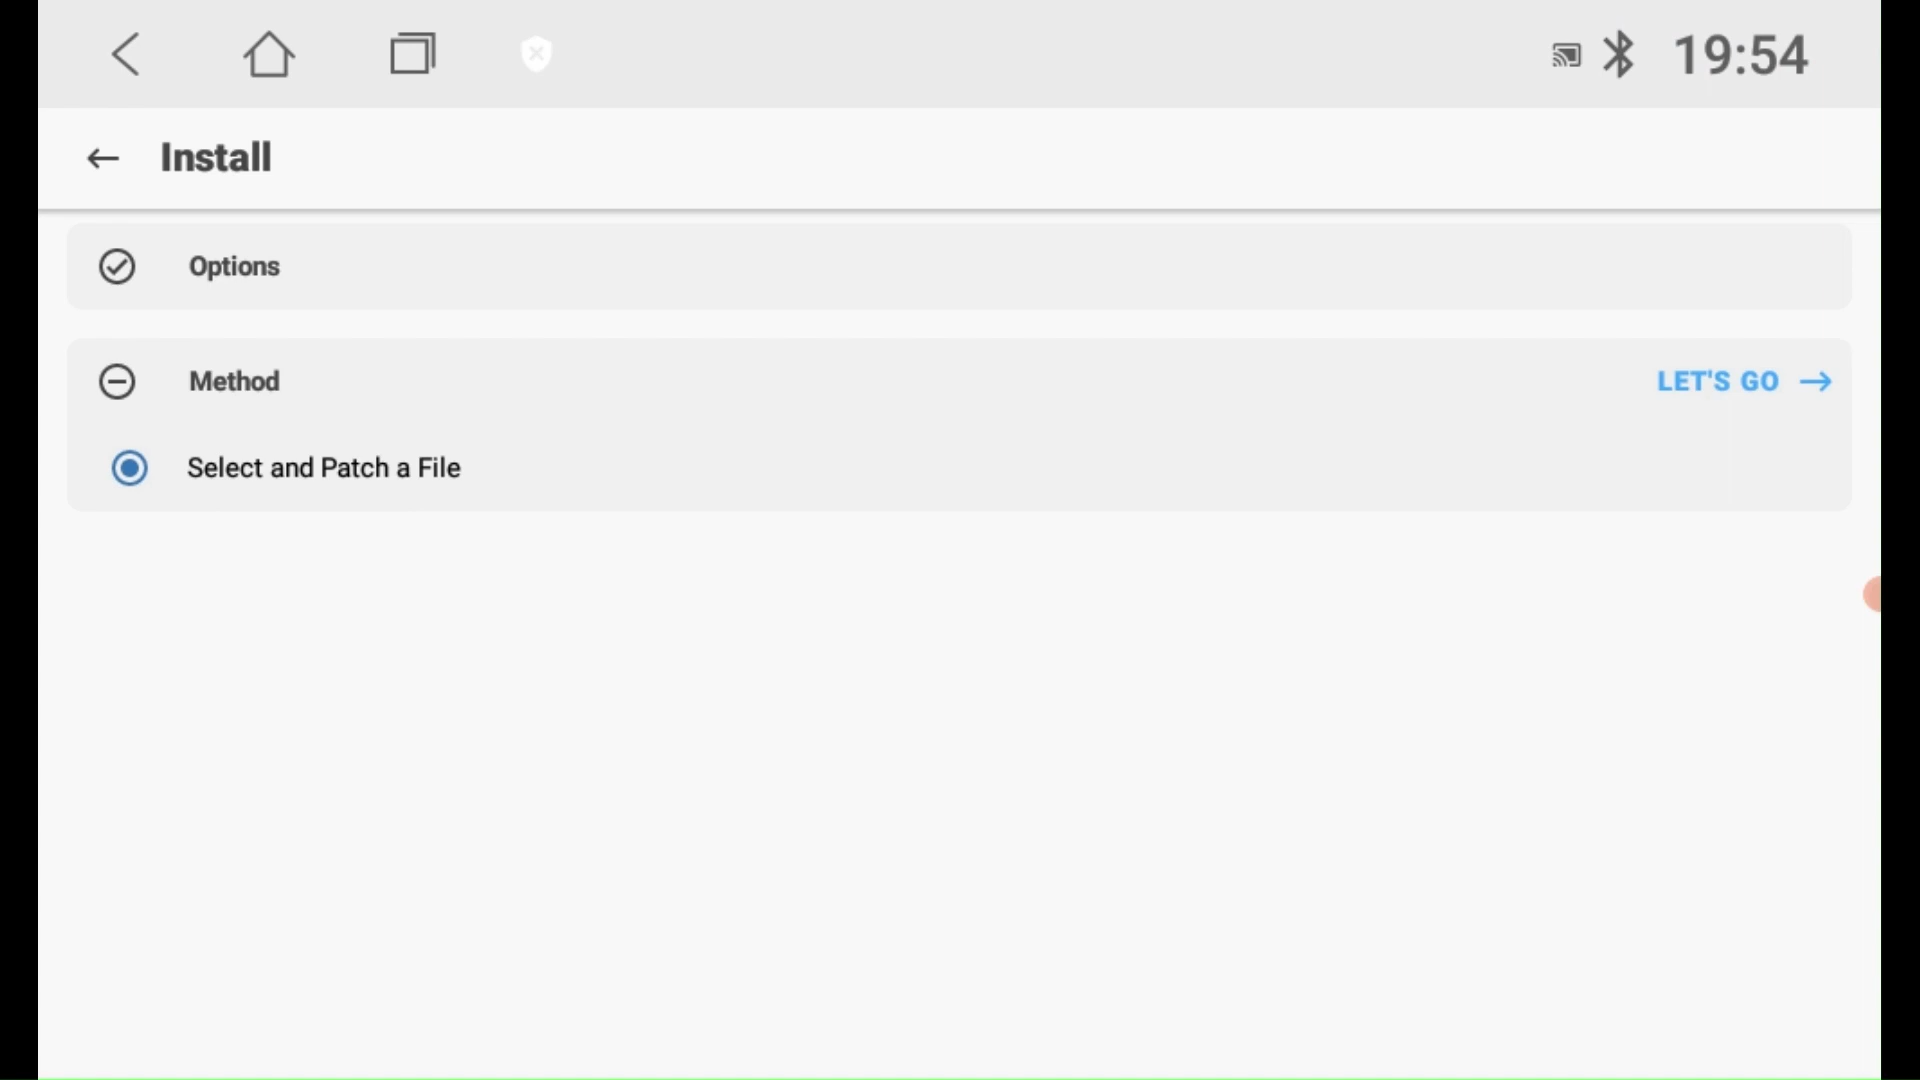 19:54
Install
Options
Method
LET'S GO
Select and Patch a File